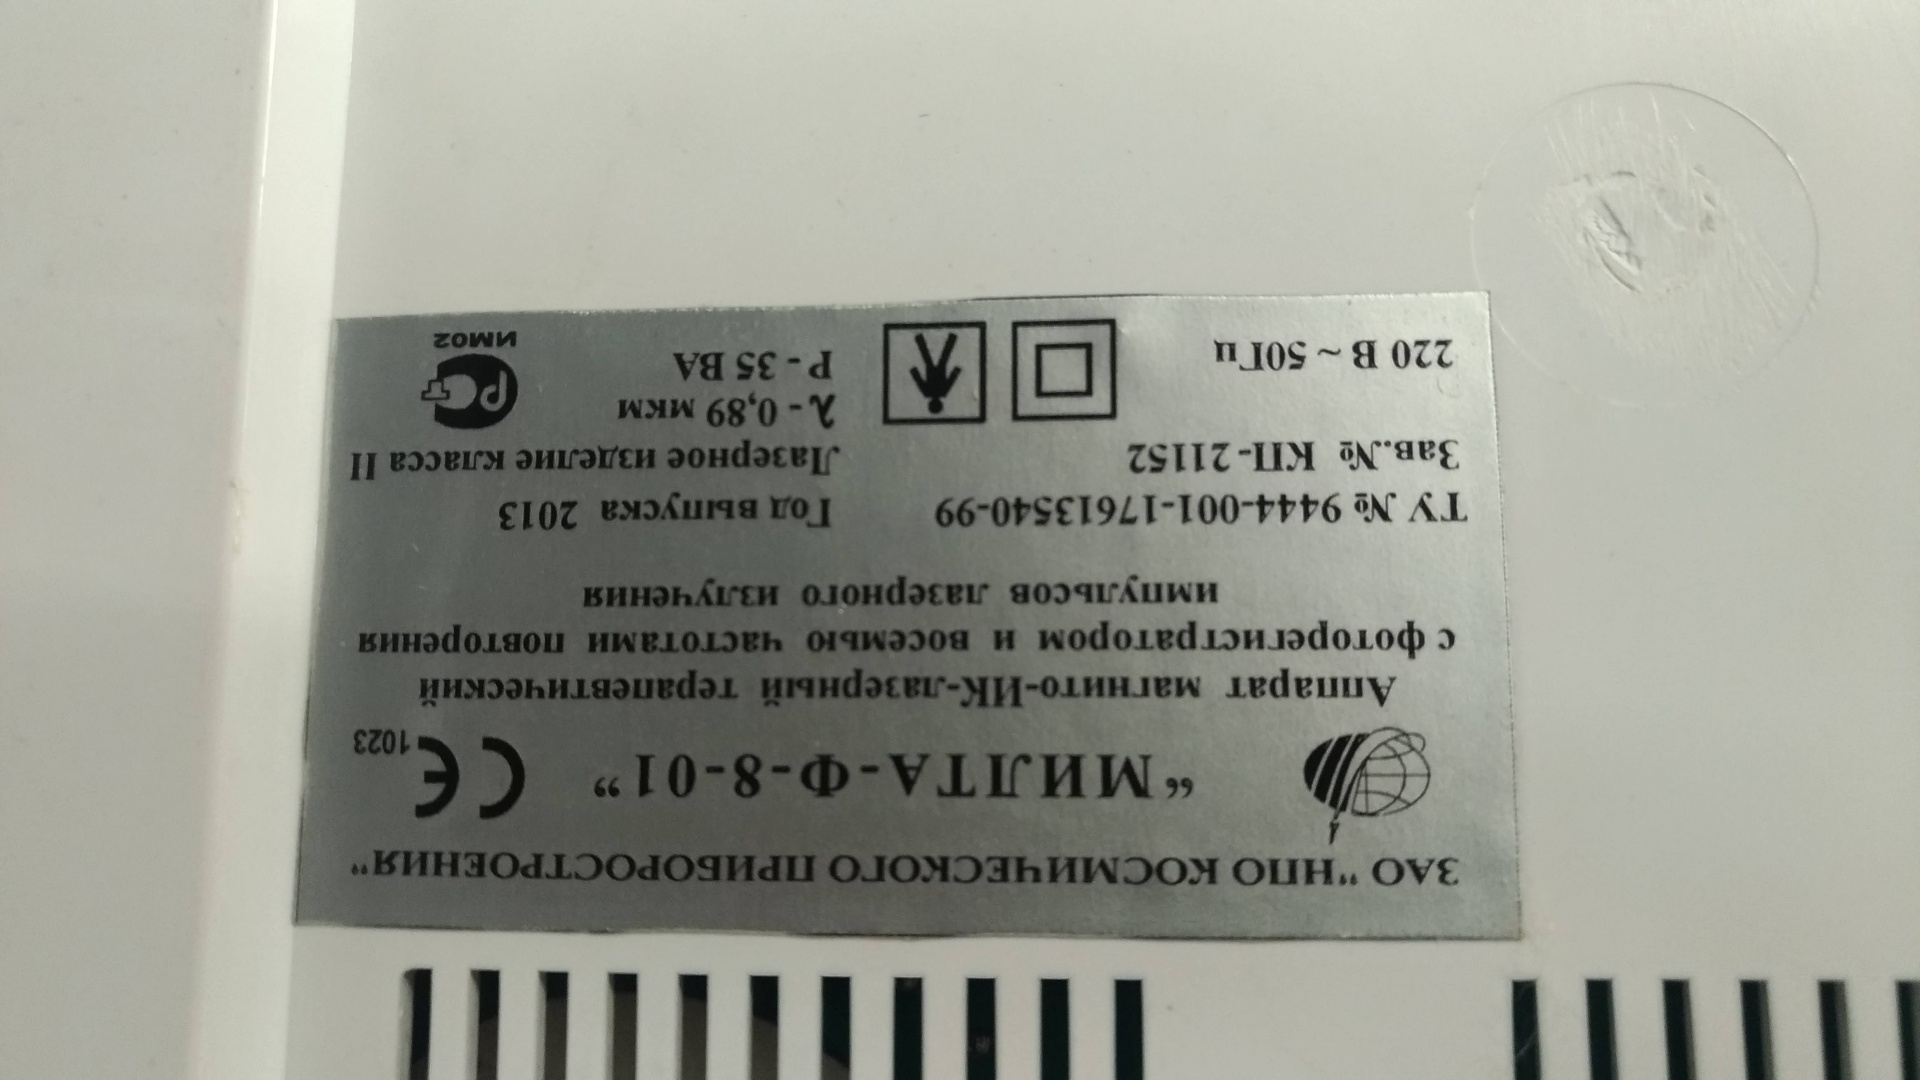 ЗАО "НПО КОСМИЧЕСКОГО ПРИБОРОСТРОЕНИЯ"
“МИЛТА-Ф-8-01”
1023
Аппарат магнито-ИК-лазерный терапевтический
с фоторегистратором и восемью частотами повторения
импульсов лазерного излучения
ТУ № 9444-001-17613540-99 Год выпуска 2013
Зав.№ КП-21152 Лазерное изделие класса II
λ - 0,89 мкм
220 В ~ 50Гц Р - 35 ВА
ИМ02